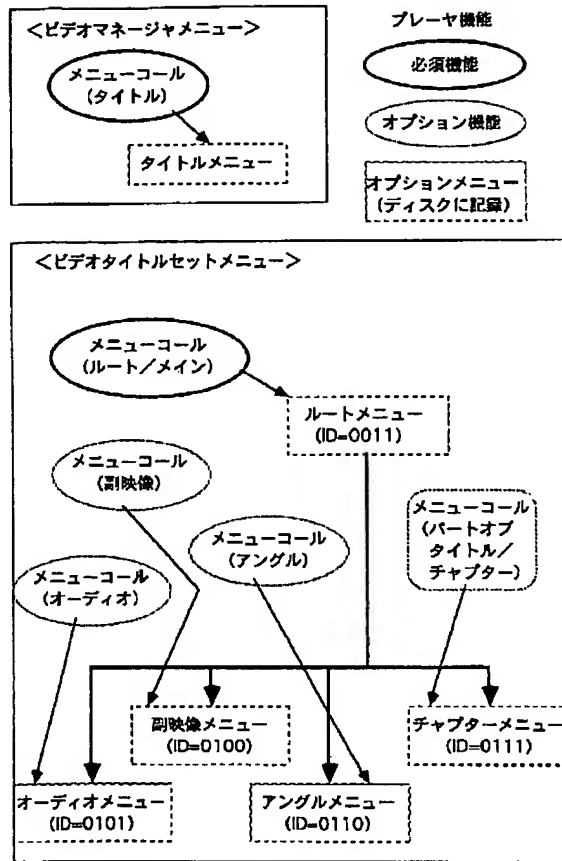 ＜ビデオマネージャメニュー＞
メニューコール
(タイトル)
タイトルメニュー
プレーヤ機能
必須機能
オプション機能
オプションメニュー
(ディスクに記録)
＜ビデオタイトルセットメニュー＞
メニューコール
(ルート／メイン)
ルートメニュー
(ID=0011)
メニューコール
(副映像)
メニューコール
(アングル)
メニューコール
(パートオブ
タイトル／
チャプター)
メニューコール
(オーディオ)
副映像メニュー
(ID=0100)
チャプターメニュー
(ID=0111)
オーディオメニュー
(ID=0101)
アングルメニュー
(ID=0110)